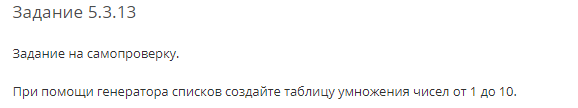 Задание 5.3.13
Задание на самопроверку.
При помощи генератора списков создайте таблицу умножения чисел от 1 до 10.